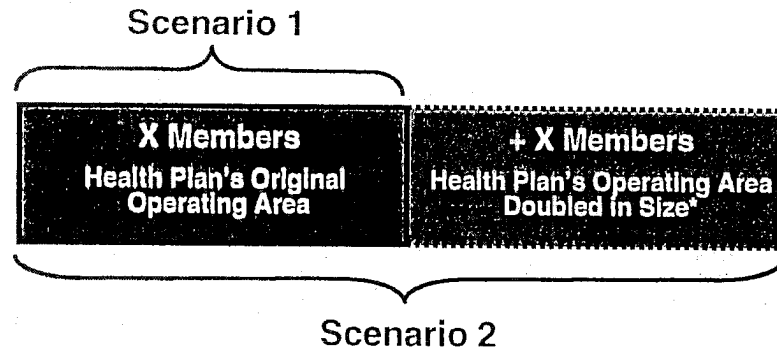 Scenario 1
X Members
Health Plan's Original
Operating Area
+ X Members
Health Plan's Operating Area
Doubled in Size*
Scenario 2